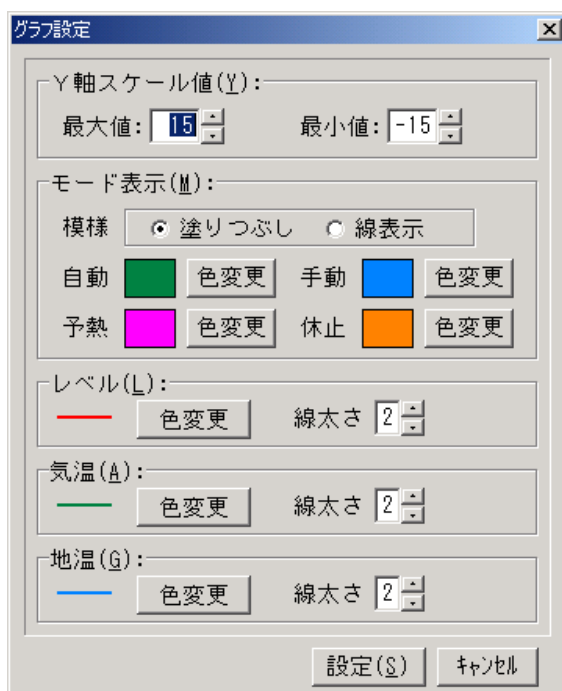 グラフ設定
Y軸スケール値(Y):
最大値: 15 最小値: -15
モード表示(M):
模様 塗りつぶし 線表示
自動 色変更 手動 色変更
予熱 色変更 休止 色変更
レベル(L):
色変更 線太さ 2
気温(A):
色変更 線太さ 2
地温(G):
色変更 線太さ 2
設定(S) キャンセル